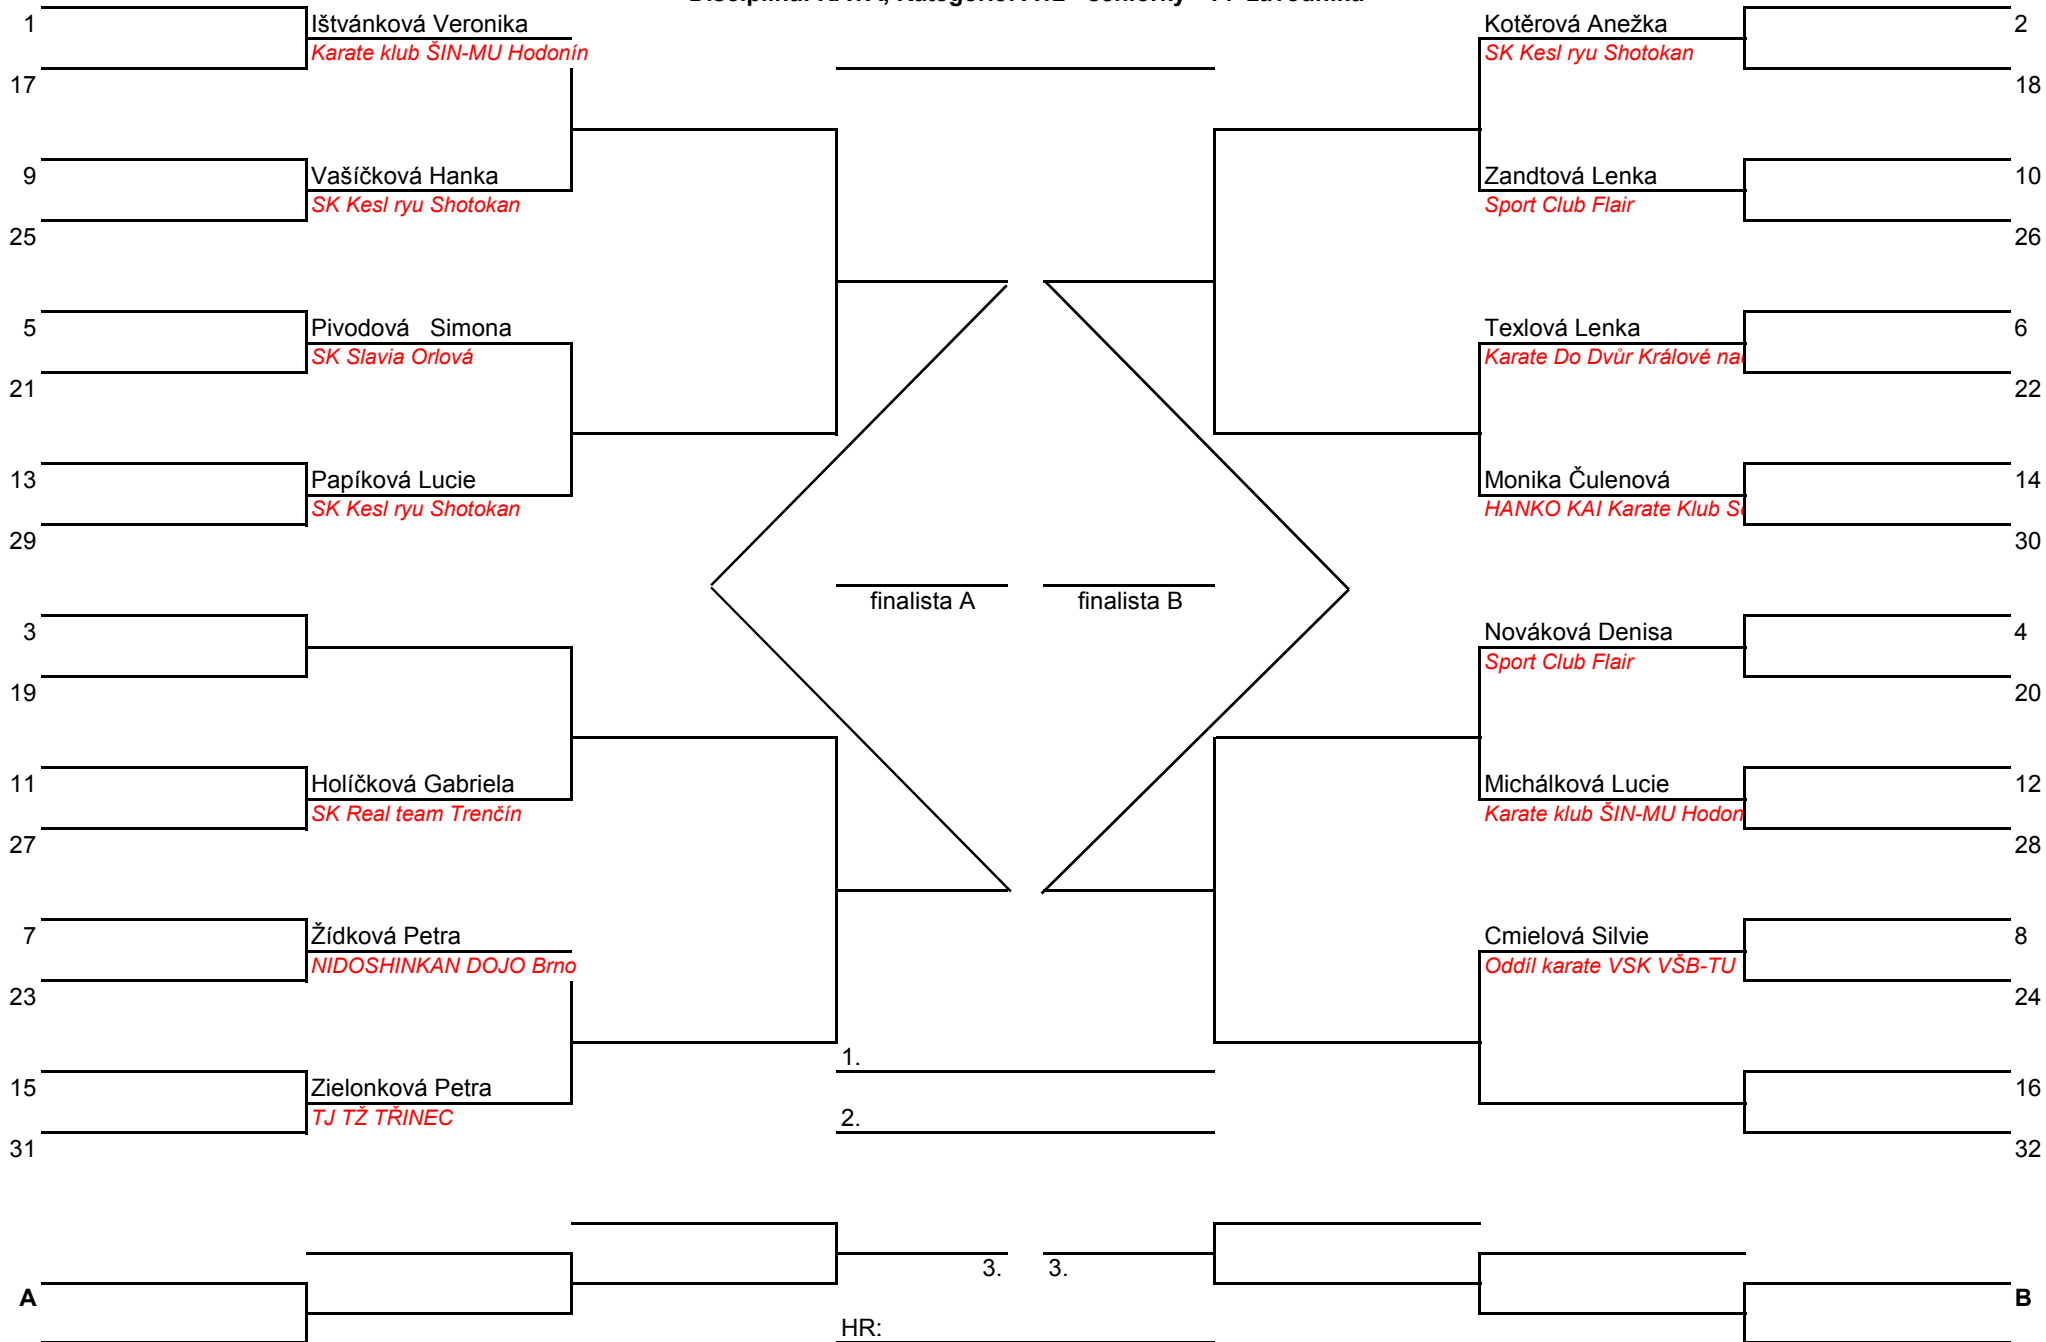 Disciplína: KATA, Kategorie: seniorky závodníků
1
Ištvánková Veronika
Karate klub ŠIN-MU Hodonín
17
9
Vašíčková Hanka
SK Kesl ryu Shotokan
25
5
Pivodová Simona
SK Slavia Orlová
21
13
Papíková Lucie
SK Kesl ryu Shotokan
29
3
19
11
Holíčková Gabriela
SK Real team Trenčín
27
7
Žídková Petra
NIDOSHINKAN DOJO Brno
23
15
Zielonková Petra
TJ TŽ TŘINEC
31
A
finalista A
finalista B
1.
2.
3.
3.
HR:
Kotěrová Anežka
2
SK Kesl ryu Shotokan
18
Zandtová Lenka
10
Sport Club Flair
26
Texlová Lenka
6
Karate Do Dvůr Králové nad
22
Monika Čulenová
14
HANKO KAI Karate Klub
30
Nováková Denisa
4
Sport Club Flair
20
Michálková Lucie
12
Karate klub ŠIN-MU Hodon
28
Cmielová Silvie
8
Oddíl karate VSK VŠB-TU
24
16
32
B